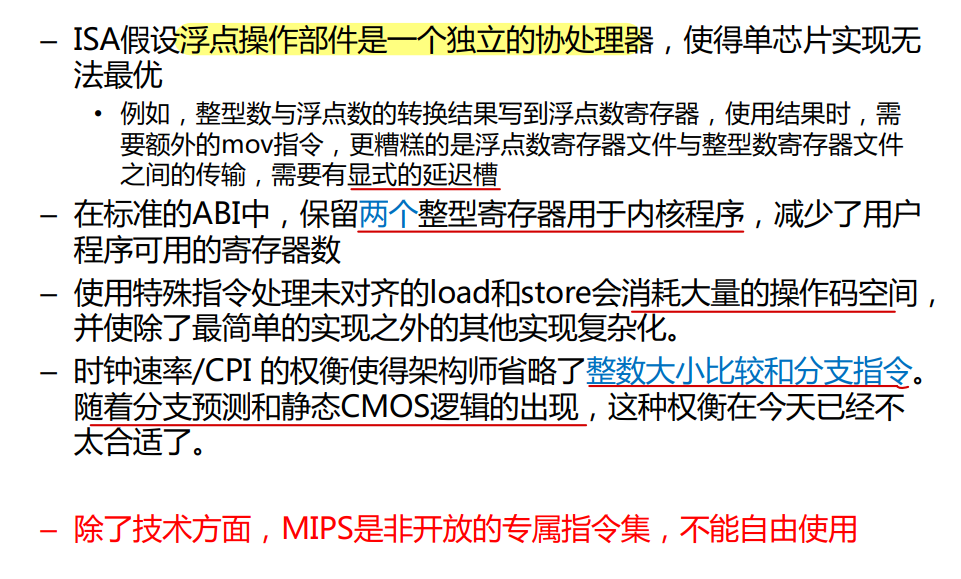 – ISA假设浮点操作部件是一个独立的协处理器，使得单芯片实现无
法最优
• 例如，整型数与浮点数的转换结果写到浮点数寄存器，使用结果时，需
要额外的mov指令，更糟糕的是浮点数寄存器文件与整型数寄存器文件
之间的传输，需要有显式的延迟槽
– 在标准的ABI中，保留两个整型寄存器用于内核程序，减少了用户
程序可用的寄存器数
– 使用特殊指令处理未对齐的load和store会消耗大量的操作码空间，
并使除了最简单的实现之外的其他实现复杂化。
– 时钟速率/CPI 的权衡使得架构师省略了整数大小比较和分支指令。
随着分支预测和静态CMOS逻辑的出现，这种权衡在今天已经不
太合适了。
– 除了技术方面，MIPS是非开放的专属指令集，不能自由使用